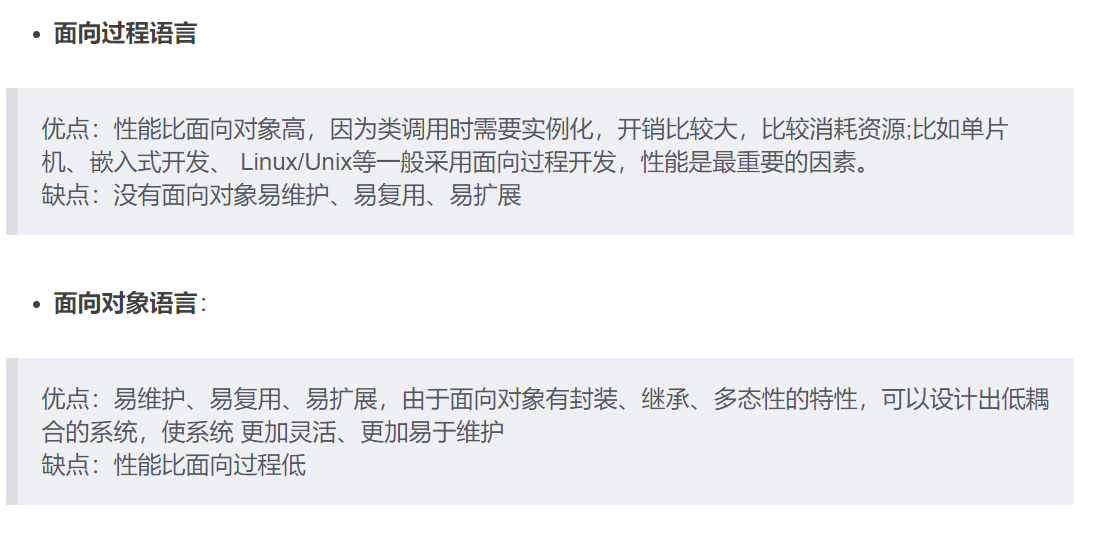 面向过程语言
优点：性能比面向对象高，因为类调用时需要实例化，开销比较大，比较消耗资源;比如单片
机、嵌入式开发、 Linux/Unix等一般采用面向过程开发，性能是最重要的因素。
缺点：没有面向对象易维护、易复用、易扩展
面向对象语言：
优点：易维护、易复用、易扩展，由于面向对象有封装、继承、多态性的特性，可以设计出低耦
合的系统，使系统 更加灵活、更加易于维护
缺点：性能比面向过程低